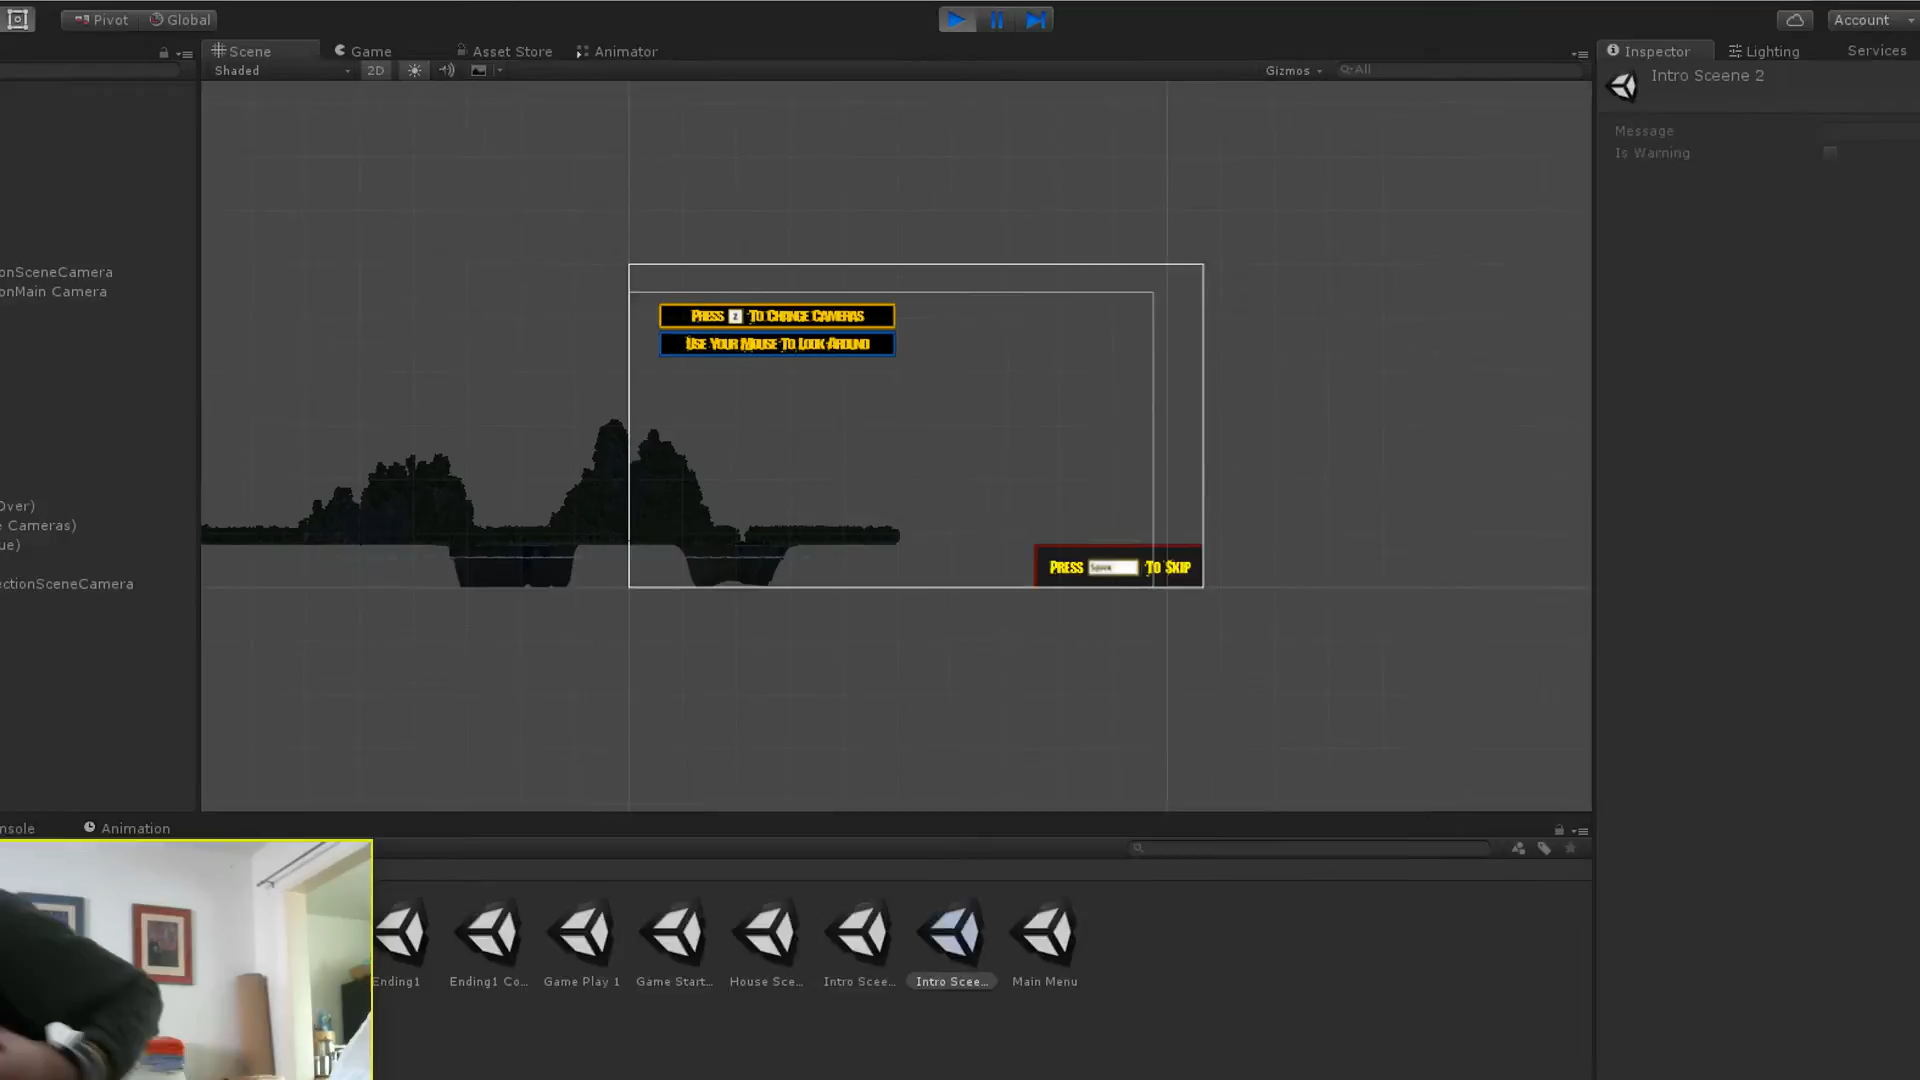 Pivot Global
Account
Scene Game Asset Store Animator
Inspector Lighting Services
Shaded 2D
Gizmos All
Intro Sceene 2
Message
Is Warning
onSceneCamera
onMain Camera
PRESS 2 TO CHANGE CAMERAS
USE YOUR MOUSE TO LOOK AROUND
Over)
e Cameras)
ue)
ectionSceneCamera
PRESS Space TO SKIP
nsole Animation
Ending1 Ending1 Co... Game Play 1 Game Start... House Sce... Intro Scee... Intro Scee... Main Menu